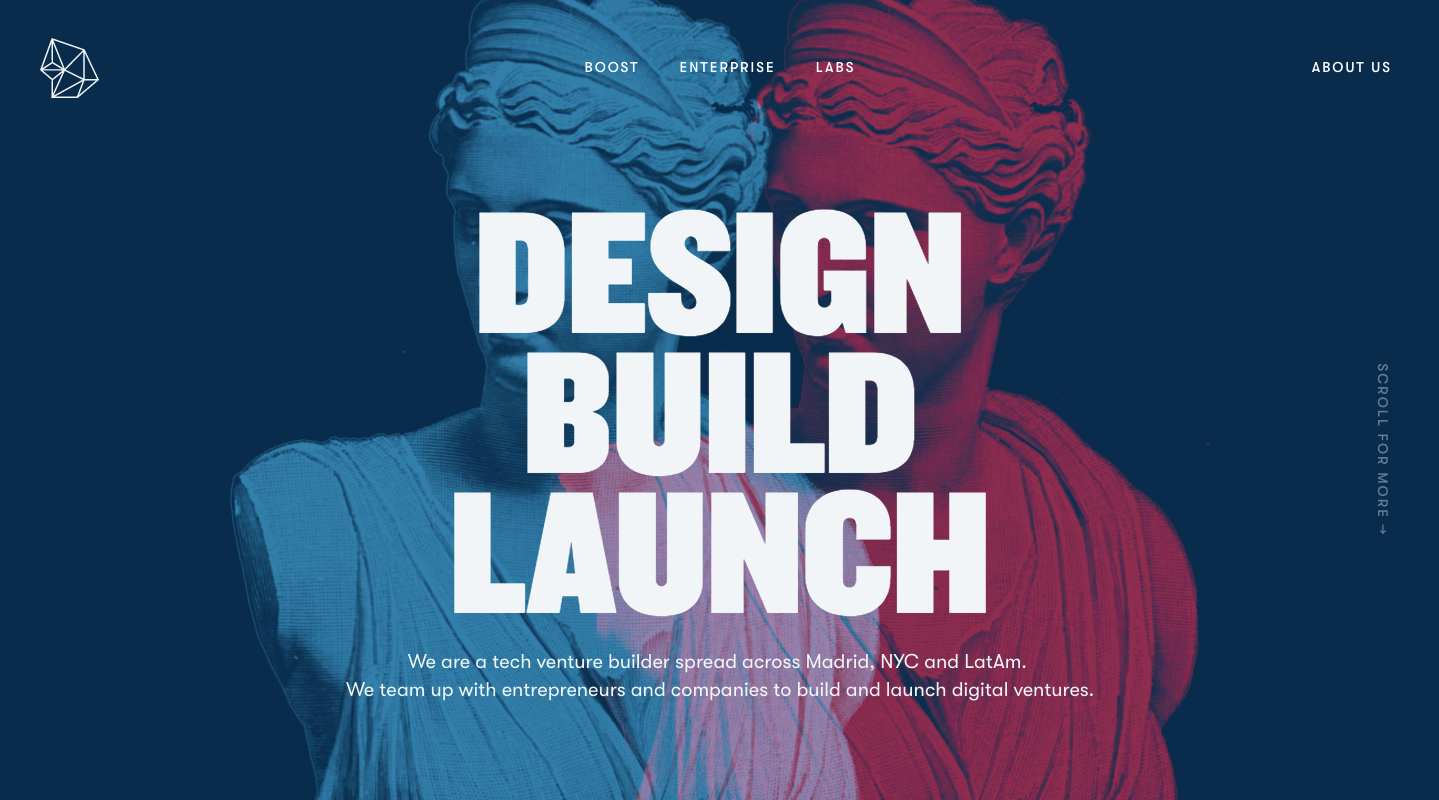 BOOST ENTERPRISE LABS ABOUT US
DESIGN
BUILD
LAUNCH
We are a tech venture builder spread across Madrid, NYC and LatAm.
We team up with entrepreneurs and companies to build and launch digital ventures.
SCROLL FOR MORE →